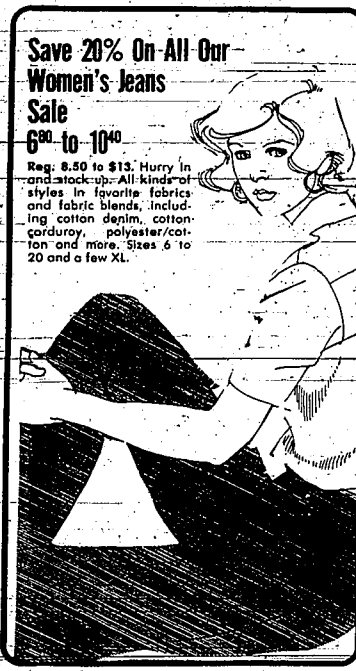 Save 20% On All Our
Women's Jeans
Sale
6⁸⁰ to 10⁴⁰
Reg. 8.50 to $13. Hurry in
and stock up. All kinds of
styles in favorite fabrics
and fabric blends, includ-
ing cotton denim, cotton
corduroy, polyester/cot-
ton and more. Sizes 6 to
20 and a few XL.